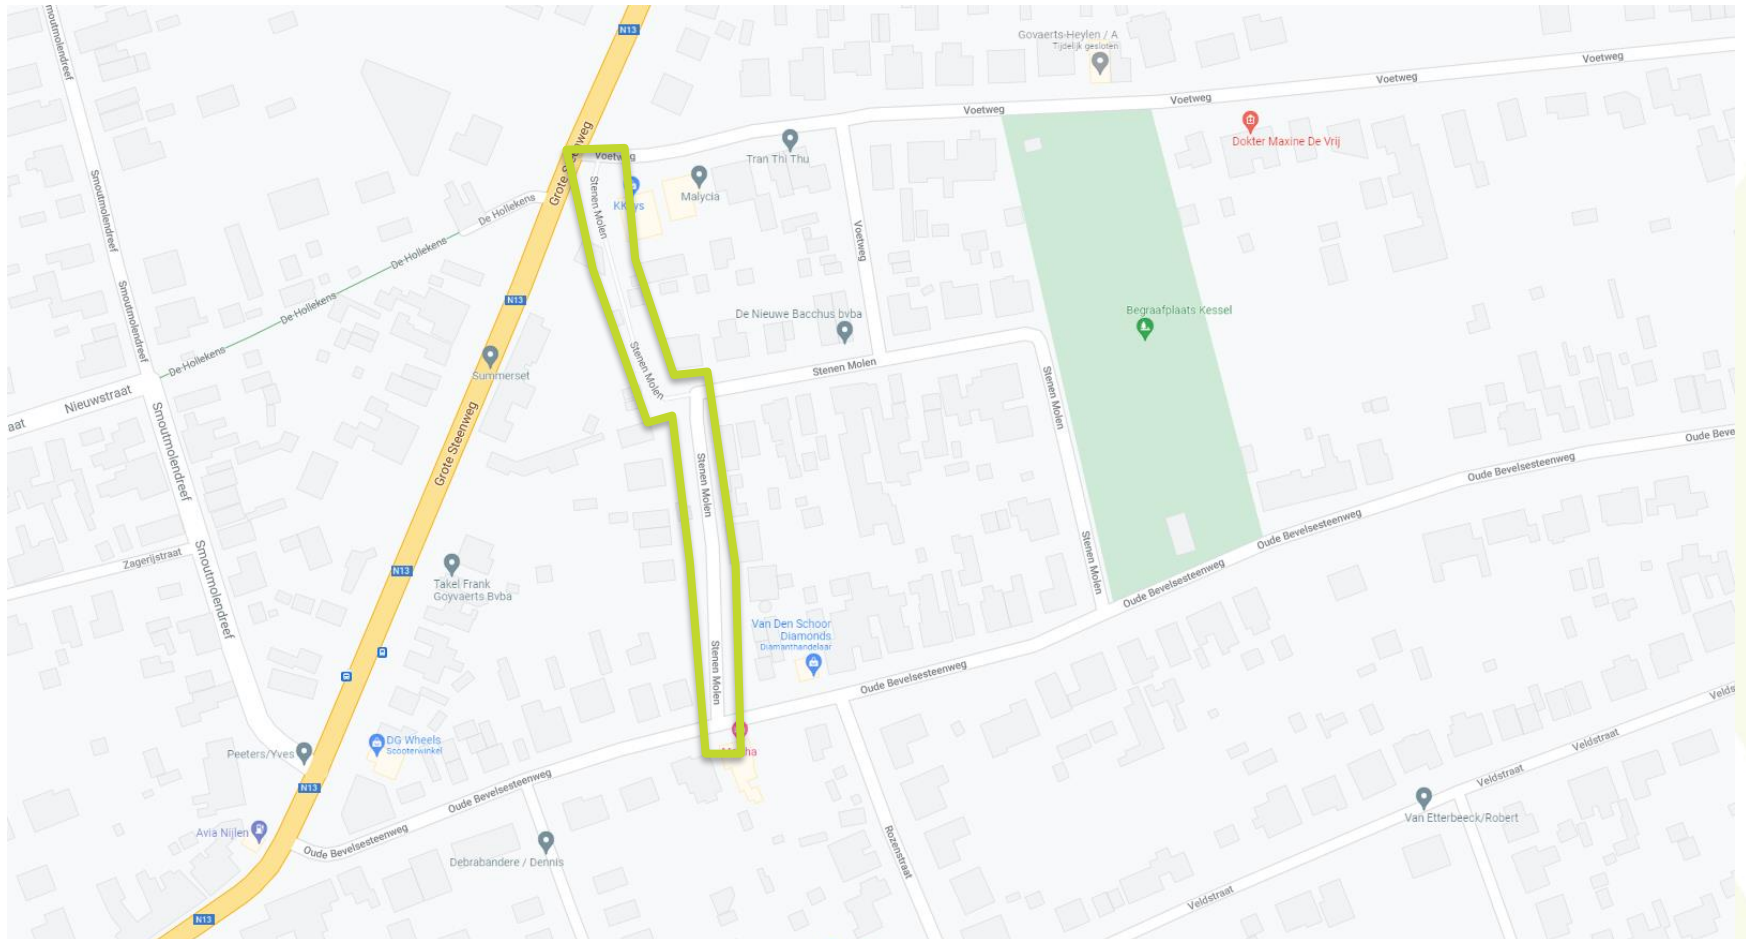 N13
Govaerts-Heylen / A
Tijdelijk gesloten
Smoutmolendreef
Voetweg
Voetweg
Voetweg
Voetweg
Dokter Maxine De Vrij
Voetweg
Tran Thi Thu
Grote Steenweg
Stenen Molen
Malycia
De Hollekens
Smoutmolendreef
Voetweg
De Hollekens
N13
De Hollekens
Smoutmolendreef
De Nieuwe Bacchus bvba
Begraafplaats Kessel
De Hollekens
Summerset
Stenen Molen
Stenen Molen
Nieuwstraat
aat
Stenen Molen
Smoutmolendreef
Grote Steenweg
Oude Beve
Oude Bevelsesteenweg
Stenen Molen
Oude Bevelsesteenweg
Zagerijstraat
Smoutmolendreef
N13
Stenen Molen
Takel Frank
Goyvaerts Bvba
Oude Bevelsesteenweg
Van Den Schoor
Diamonds
Diamanthandelaar
Stenen Molen
Oude Bevelsesteenweg
Velds
Peeters/Yves
DG Wheels
Scooterwinkel
Veldstraat
N13
Oude Bevelsesteenweg
Veldstraat
Avia Nijlen
Oude Bevelsesteenweg
Van Etterbeeck/Robert
Debrabandere / Dennis
Rozenstraat
Veldstraat
N13